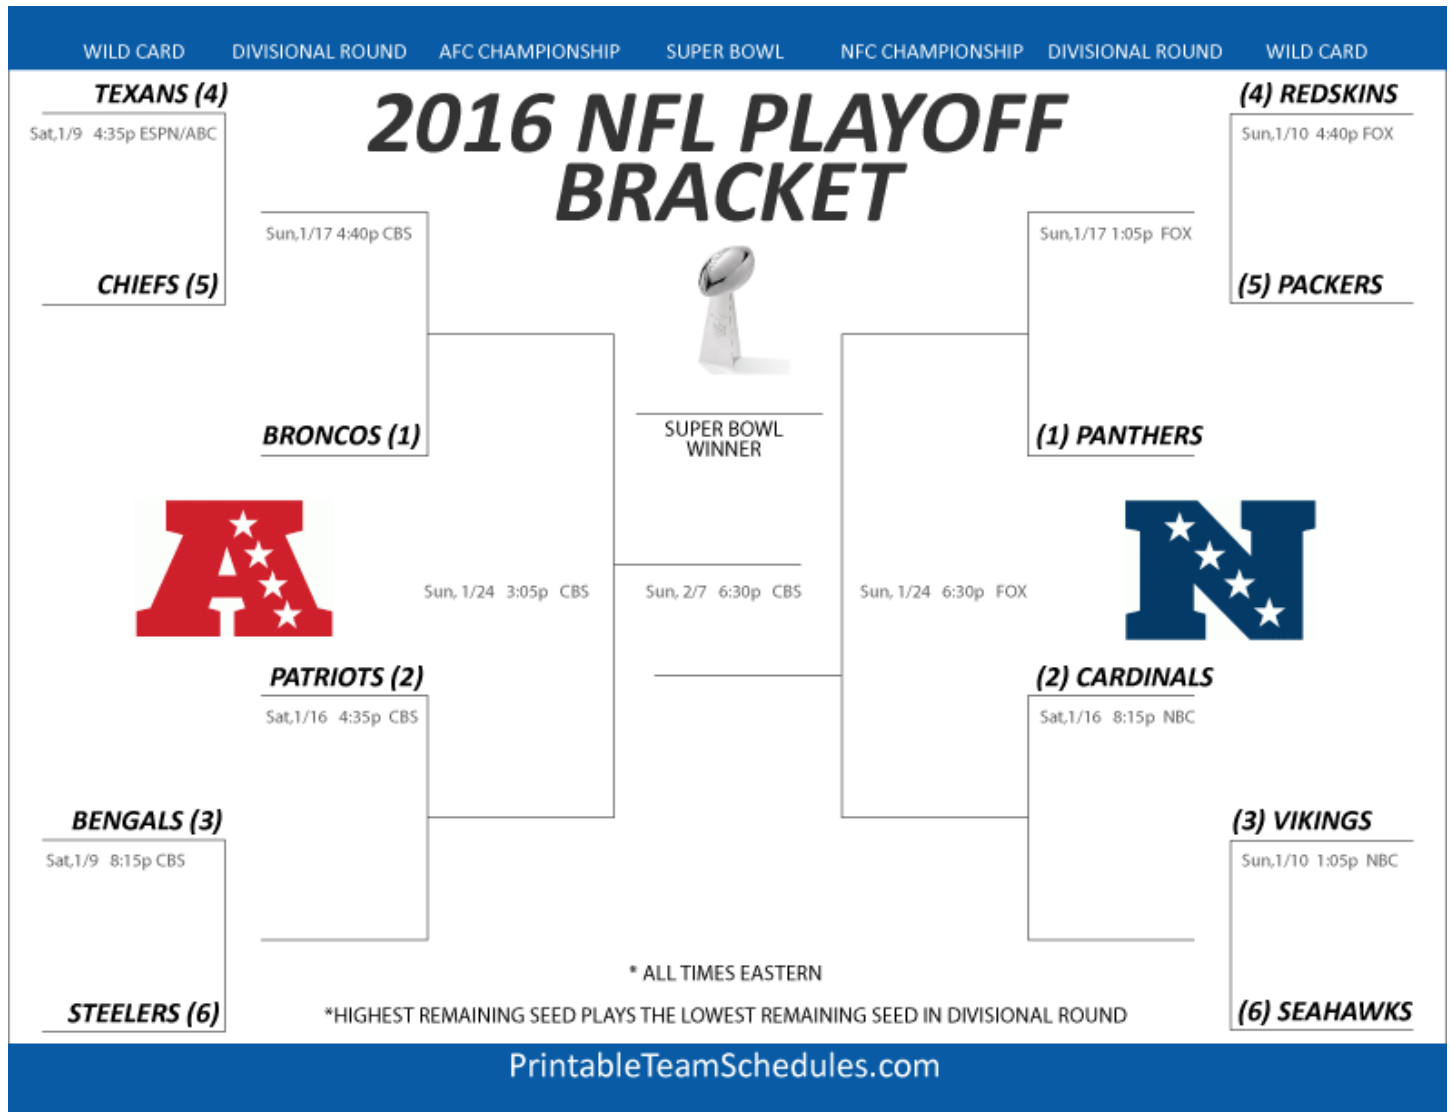 WILD CARD DIVISIONAL ROUND AFC CHAMPIONSHIP SUPER BOWL NFC CHAMPIONSHIP DIVISIONAL ROUND WILD CARD
2016 NFL PLAYOFF
BRACKET
TEXANS (4)
Sat,1/9 4:35p ESPN/ABC
CHIEFS (5)
Sun,1/17 4:40p CBS
BRONCOS (1)
PATRIOTS (2)
Sat,1/16 4:35p CBS
BENGALS (3)
Sat,1/9 8:15p CBS
STEELERS (6)
Sun, 1/24 3:05p CBS
SUPER BOWL
WINNER
Sun, 2/7 6:30p CBS
Sun, 1/24 6:30p FOX
(4) REDSKINS
Sun,1/10 4:40p FOX
(5) PACKERS
Sun,1/17 1:05p FOX
(1) PANTHERS
(2) CARDINALS
Sat,1/16 8:15p NBC
(3) VIKINGS
Sun,1/10 1:05p NBC
(6) SEAHAWKS
A
N
* ALL TIMES EASTERN
*HIGHEST REMAINING SEED PLAYS THE LOWEST REMAINING SEED IN DIVISIONAL ROUND
PrintableTeamSchedules.com